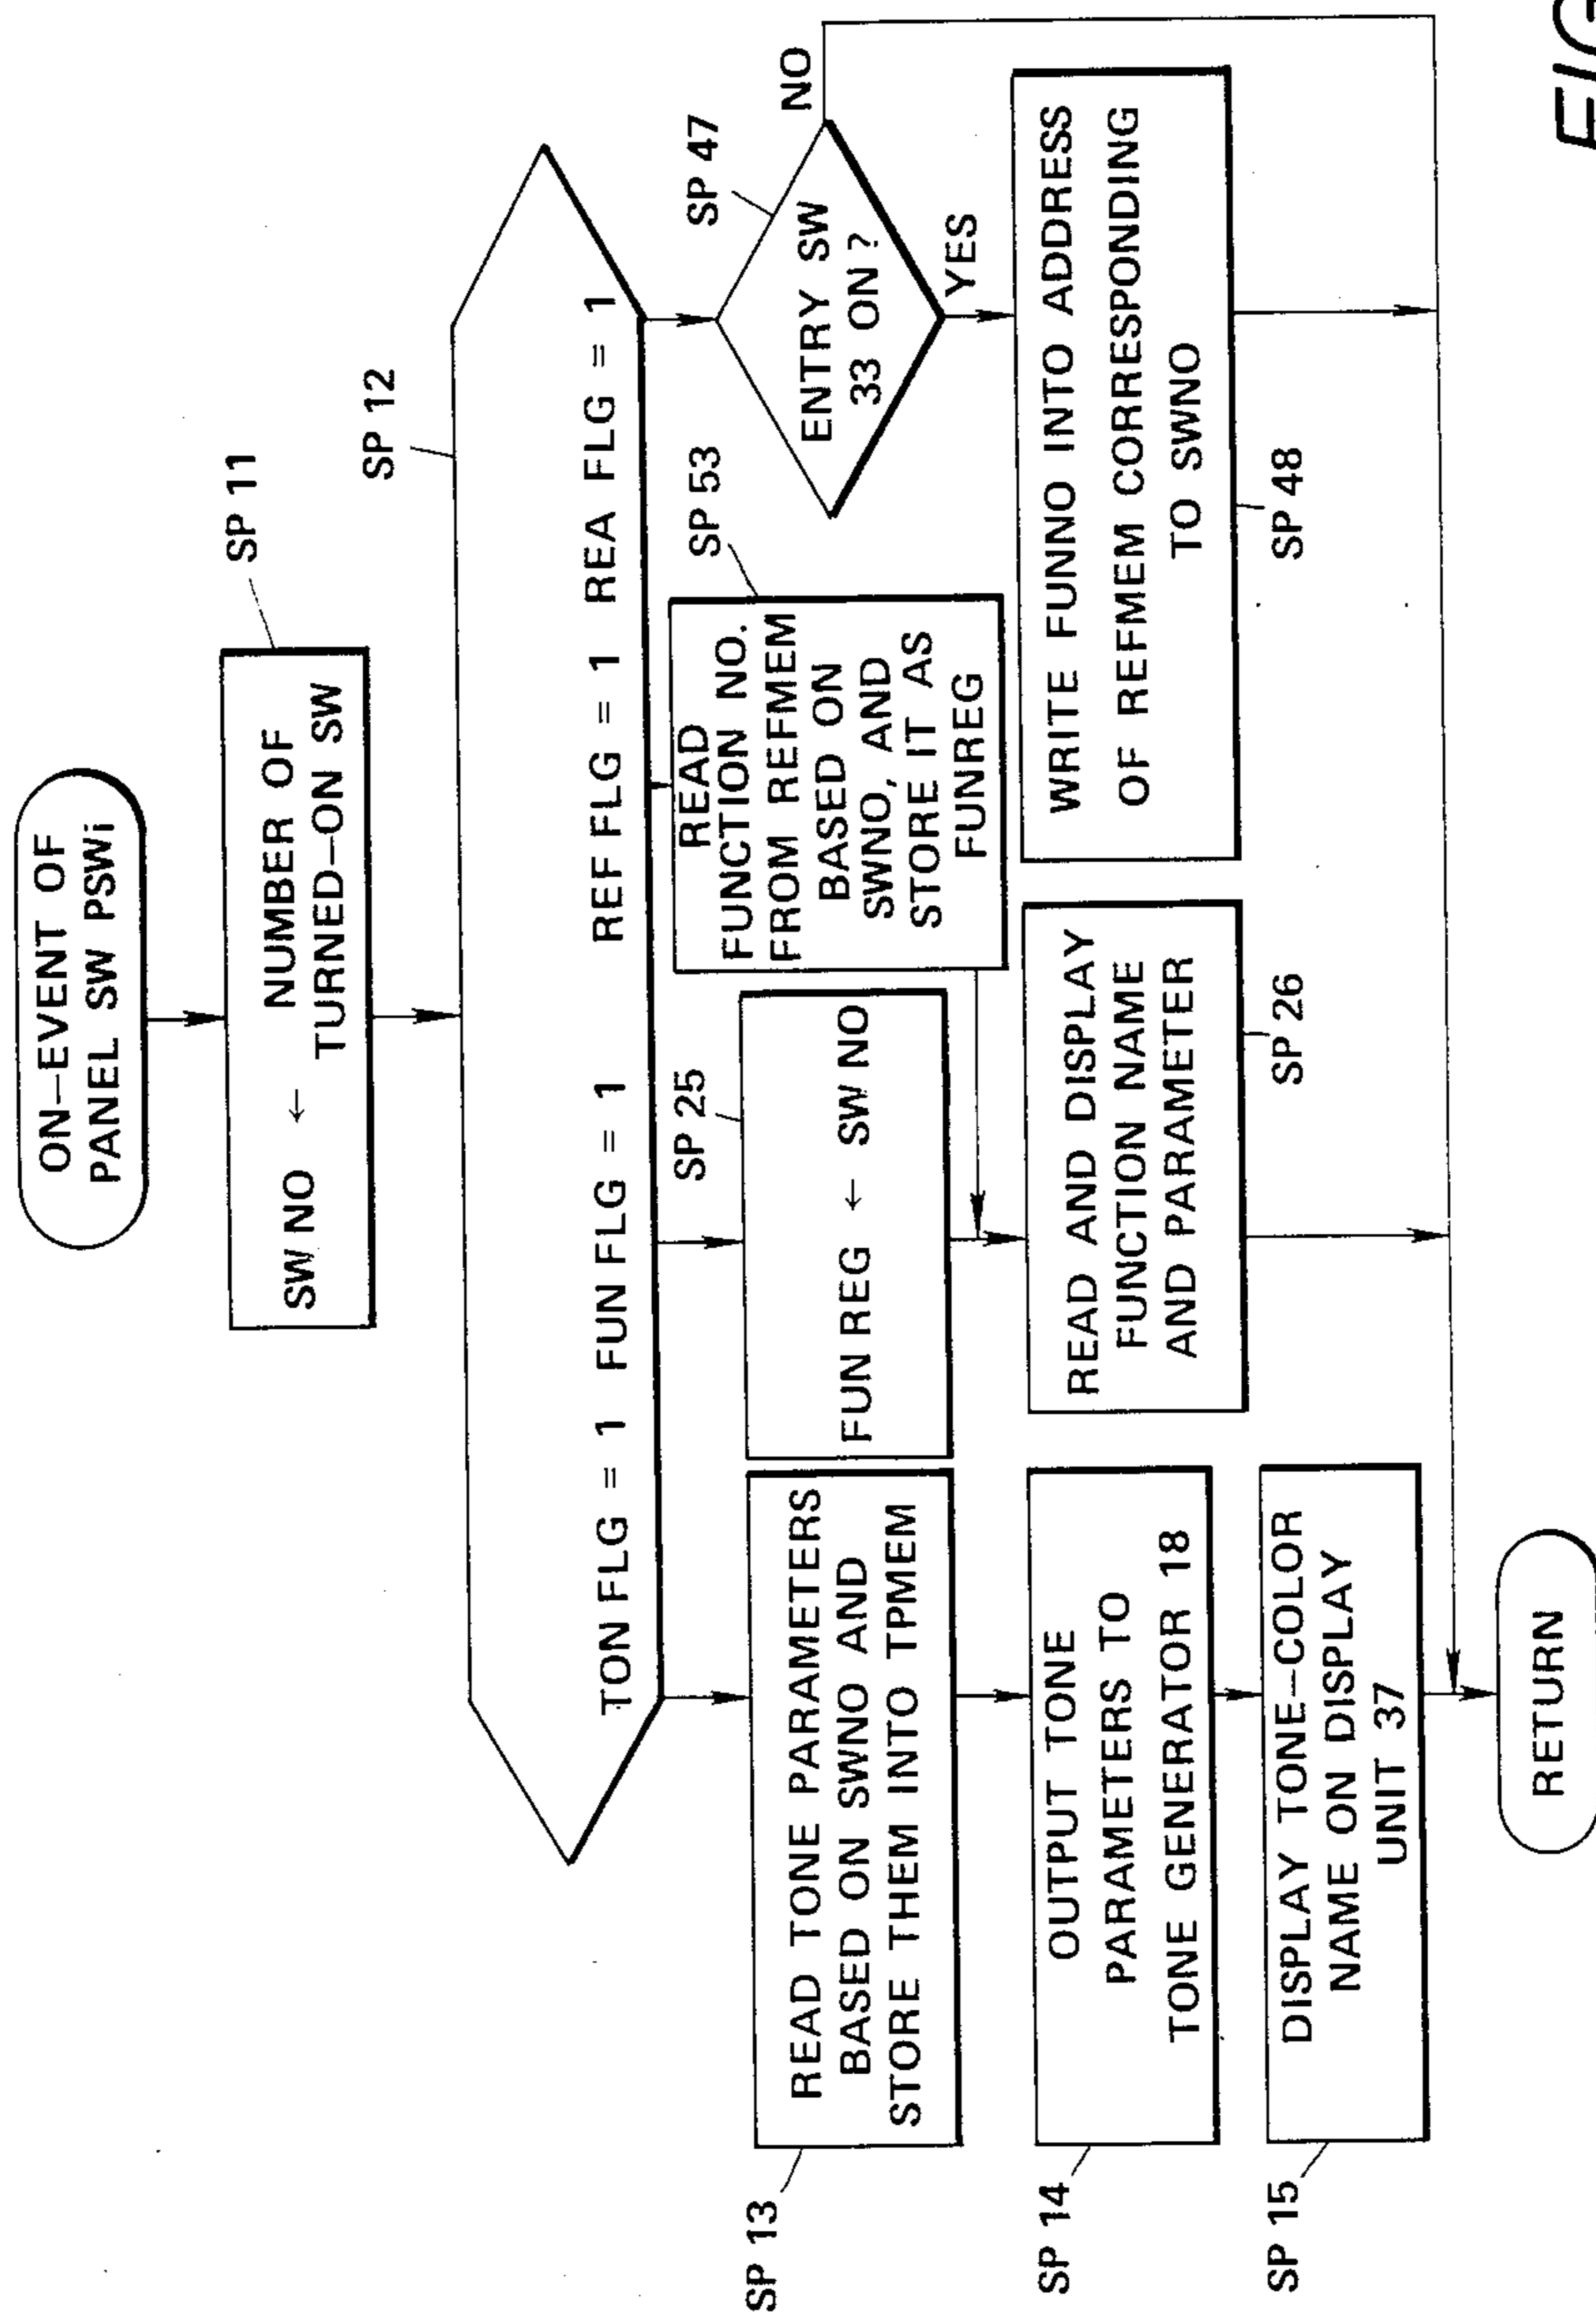 ON-EVENT OF
PANEL SW PSWi
SP 11
SW NO ← NUMBER OF
TURNED-ON SW
SP 12
TON FLG = 1 FUN FLG = 1 REF FLG = 1 REA FLG = 1
SP 13
READ TONE PARAMETERS
BASED ON SWNO AND
STORE THEM INTO TPMEM
SP 14
OUTPUT TONE
PARAMETERS TO
TONE GENERATOR 18
SP 15
DISPLAY TONE-COLOR
NAME ON DISPLAY
UNIT 37
SP 25
FUN REG ← SW NO
SP 53
READ
FUNCTION NO.
FROM REFMEM
BASED ON
SWNO, AND
STORE IT AS
FUNREG
READ AND DISPLAY
FUNCTION NAME
AND PARAMETER
SP 26
SP 47
ENTRY SW
33 ON ?
NO
YES
WRITE FUNNO INTO ADDRESS
OF REFMEM CORRESPONDING
TO SWNO
SP 48
RETURN